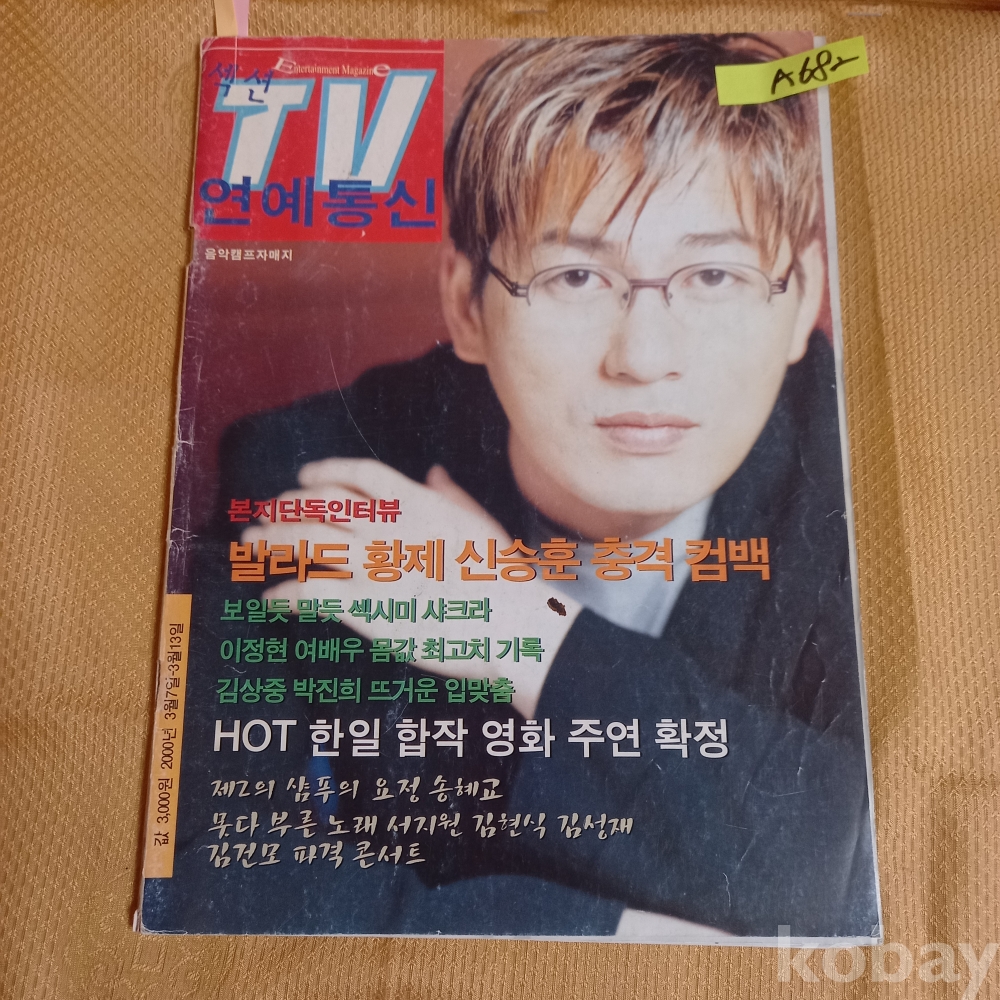 Entertainment Magazine
섹션
TV
연예통신
음악캠프자매지
A682
본지단독인터뷰
발라드 황제 신승훈 충격 컴백
보일듯 말듯 섹시미 샤크라
이정현 여배우 몸값 최고치 기록
김상중 박진희 뜨거운 입맞춤
HOT 한일 합작 영화 주연 확정
제2의 샴푸의 요정 송혜교
못다 부른 노래 서지원 김현식 김성재
김건모 파격 콘서트
값 3,000원 2000년 3월7일-3월13일
kobay